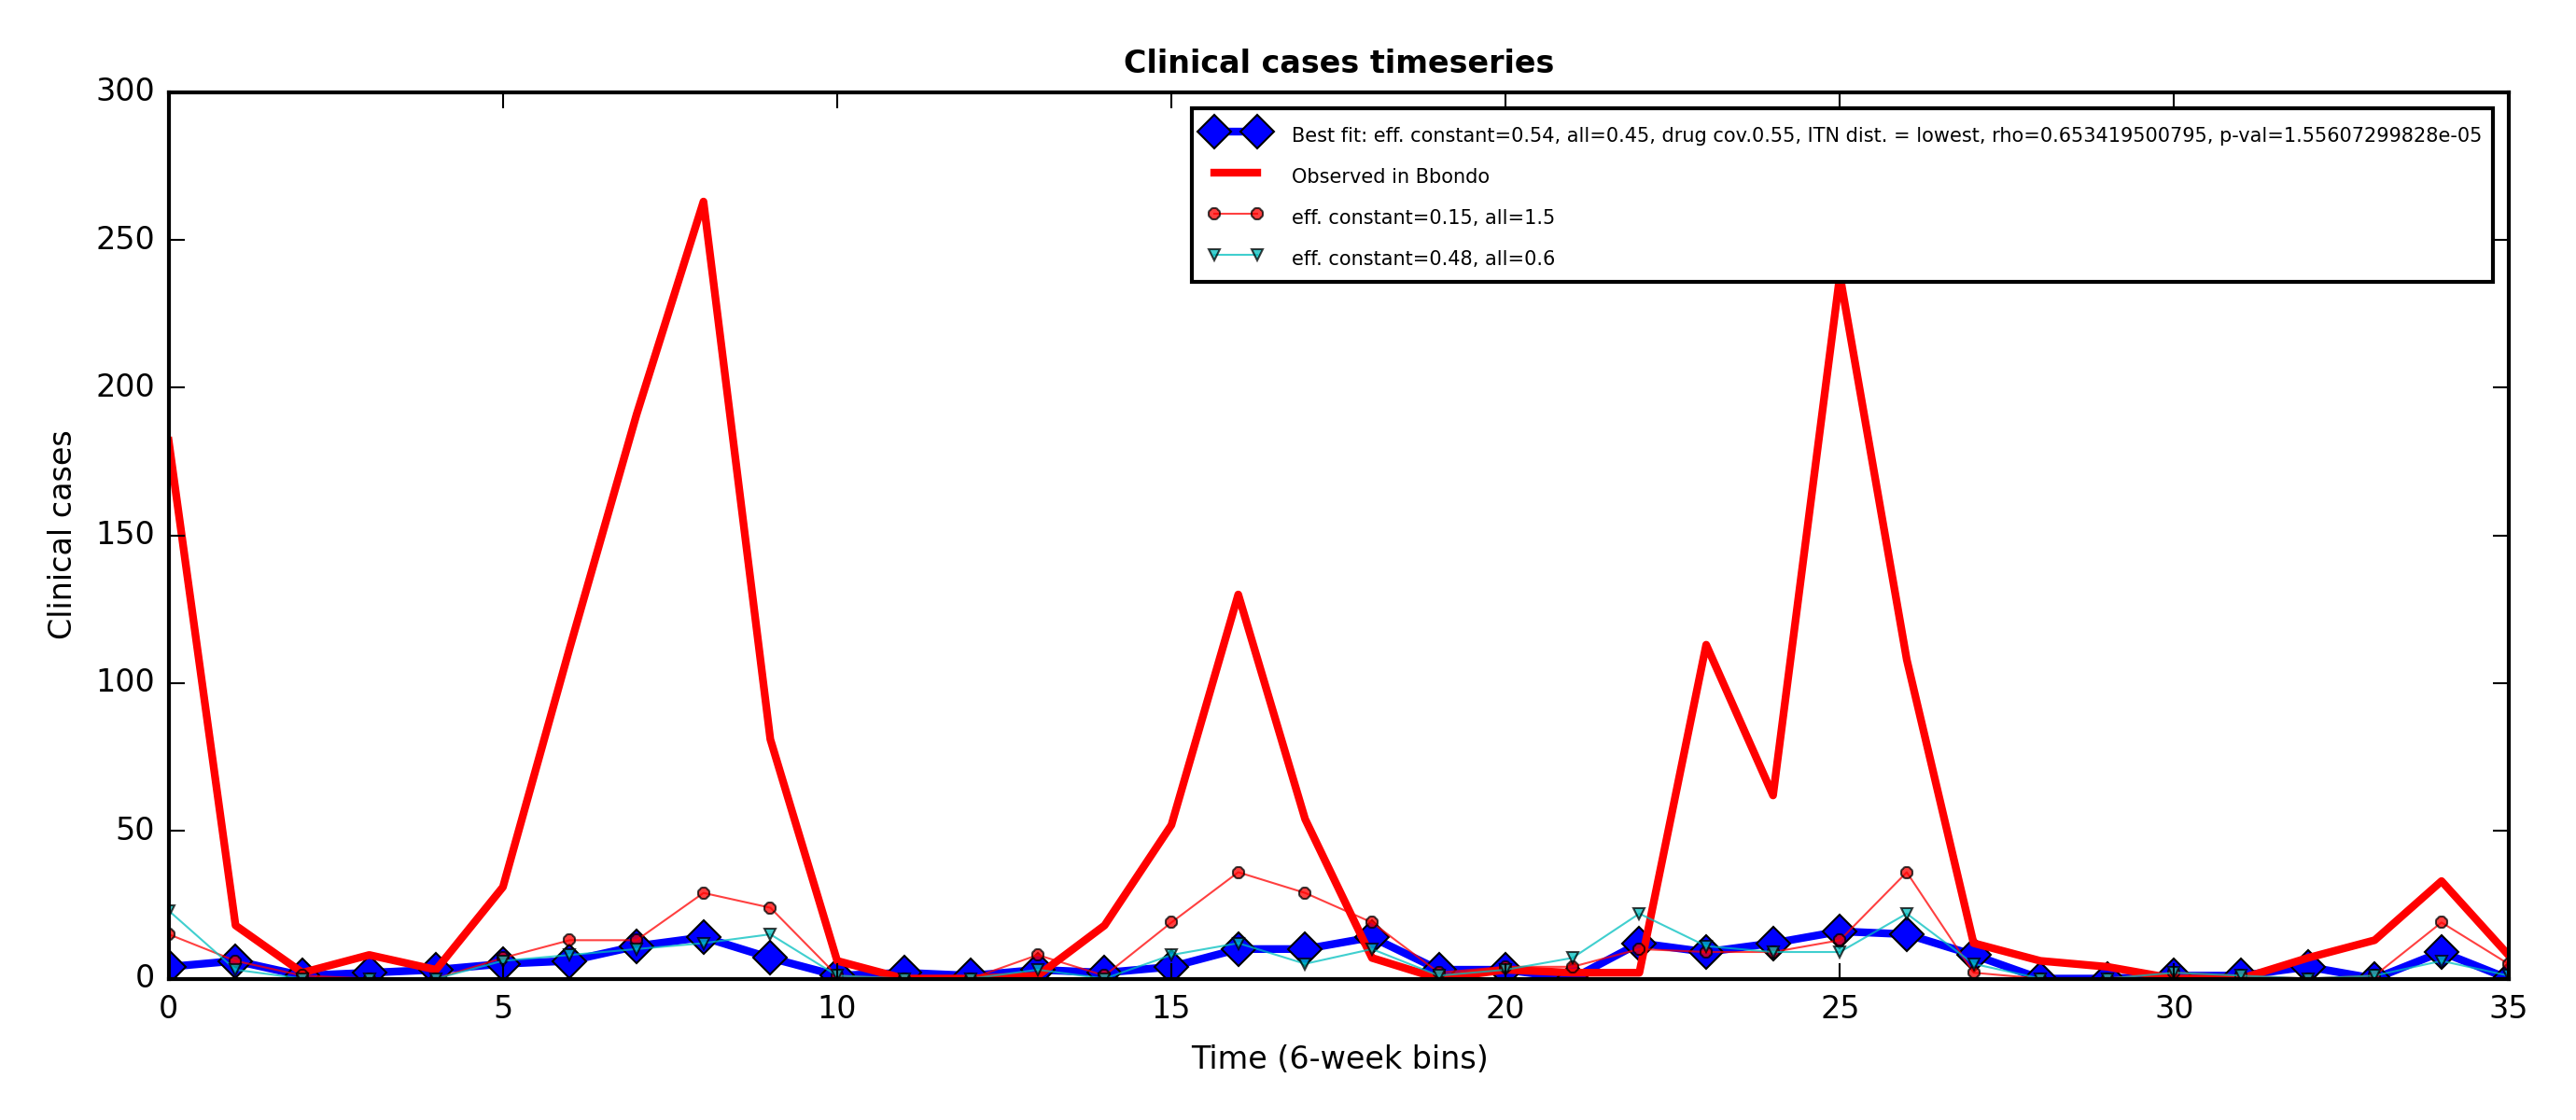 Clinical cases timeseries
300
250
200
150
100
50
0
Clinical cases
Best fit: eff. constant=0.54, all=0.45, drug cov.0.55, ITN dist. = lowest, rho=0.653419500795, p-val=1.55607299828e-05
Observed in Bbondo
eff. constant=0.15, all=1.5
eff. constant=0.48, all=0.6
0 5 10 15 20 25 30 35
Time (6-week bins)